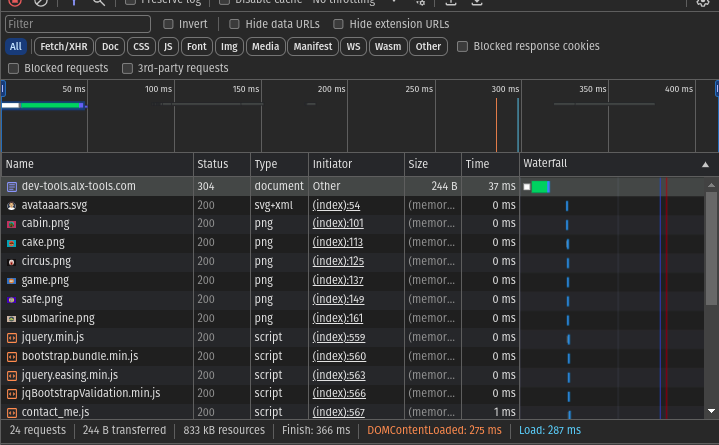 Preserve log Disable cache No throttling
Filter Invert Hide data URLs Hide extension URLs
All Fetch/XHR Doc CSS JS Font Img Media Manifest WS Wasm Other Blocked response cookies
Blocked requests 3rd-party requests
50 ms 100 ms 150 ms 200 ms 250 ms 300 ms 350 ms 400 ms
Name Status Type Initiator Size Time Waterfall
dev-tools.alx-tools.com 304 document Other 244 B 37 ms
avataaars.svg 200 svg+xml (index):54 (memor... 0 ms
cabin.png 200 png (index):101 (memor... 0 ms
cake.png 200 png (index):113 (memor... 0 ms
circus.png 200 png (index):125 (memor... 0 ms
game.png 200 png (index):137 (memor... 0 ms
safe.png 200 png (index):149 (memor... 0 ms
submarine.png 200 png (index):161 (memor... 0 ms
jquery.min.js 200 script (index):559 (memor... 0 ms
bootstrap.bundle.min.js 200 script (index):560 (memor... 0 ms
jquery.easing.min.js 200 script (index):563 (memor... 0 ms
jqBootstrapValidation.min.js 200 script (index):566 (memor... 0 ms
contact_me.js 200 script (index):567 (memor... 1 ms
24 requests 244 B transferred 833 kB resources Finish: 366 ms DOMContentLoaded: 275 ms Load: 287 ms